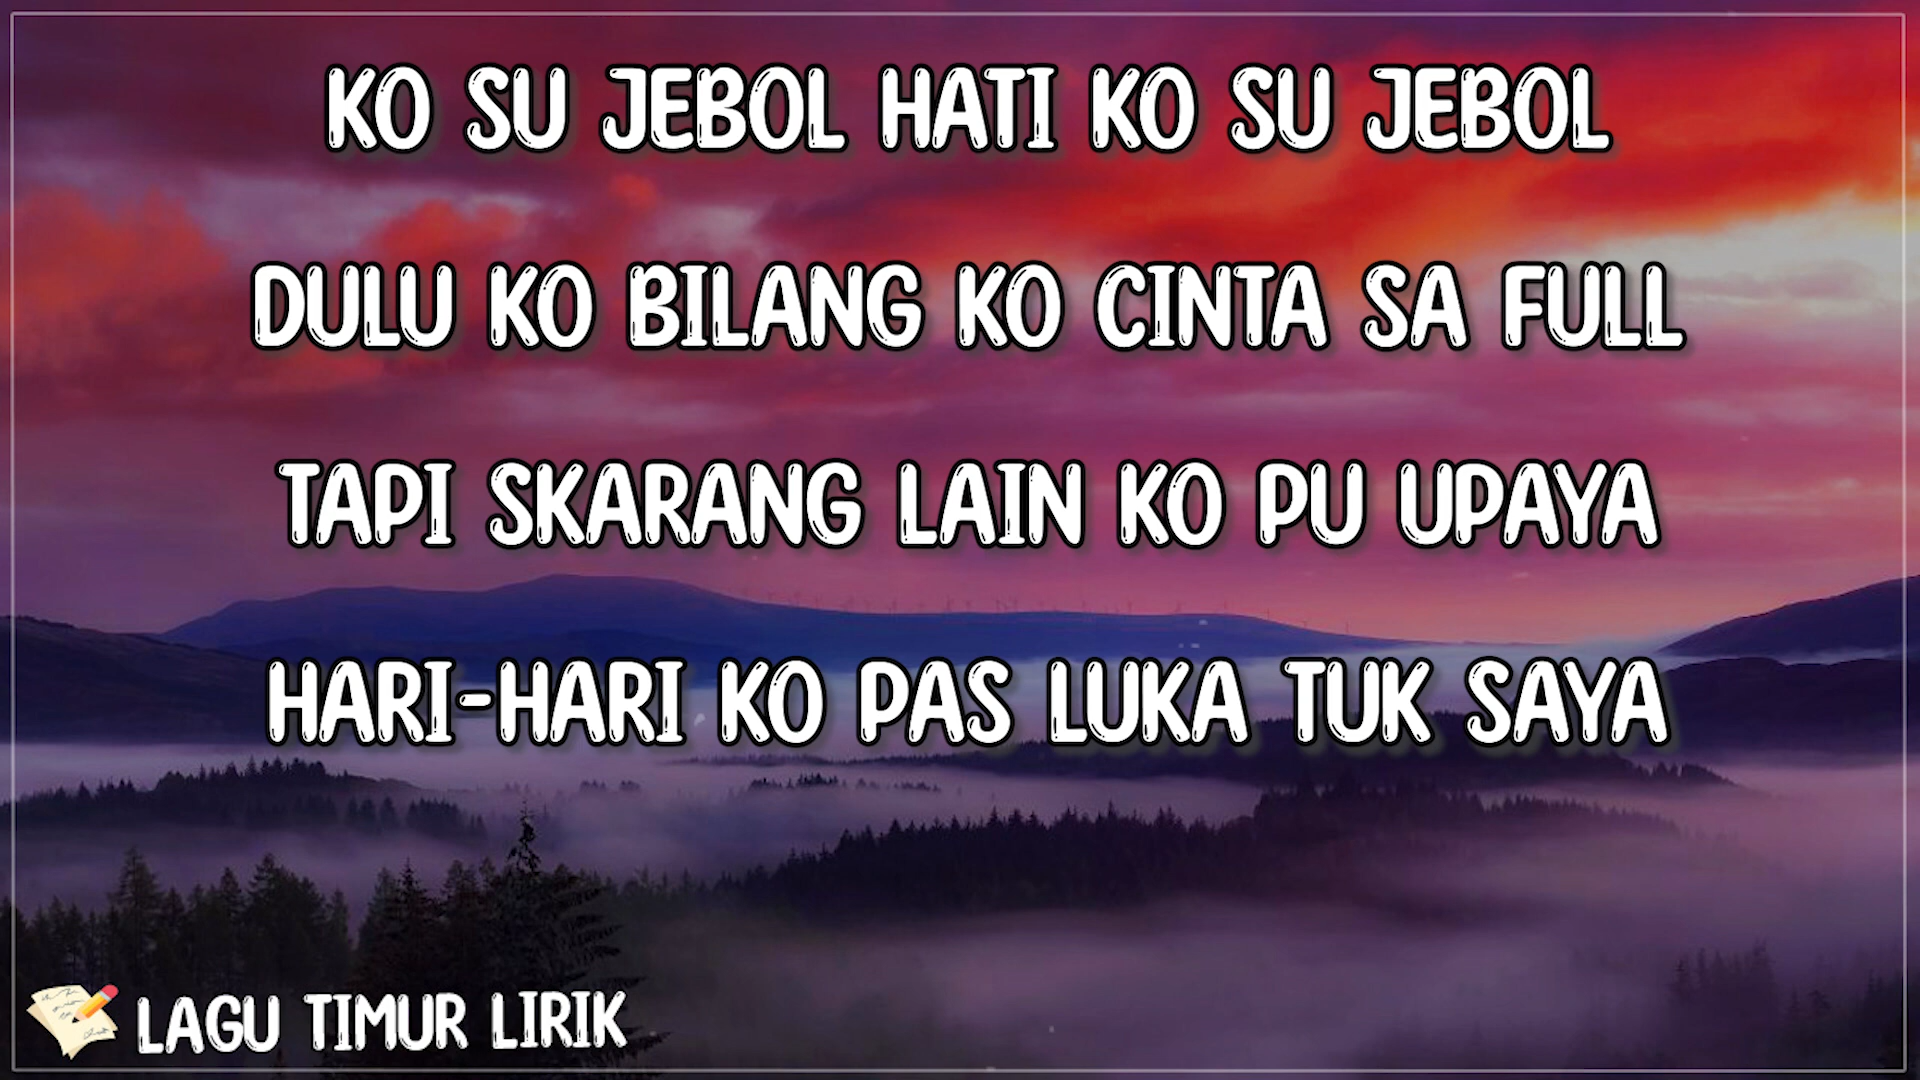 KO SU JEBOL HATI KO SU JEBOL
DULU KO BILANG KO CINTA SA FULL
TAPI SKARANG LAIN KO PU UPAYA
HARI-HARI KO PAS LUKA TUK SAYA
LAGU TIMUR LIRIK